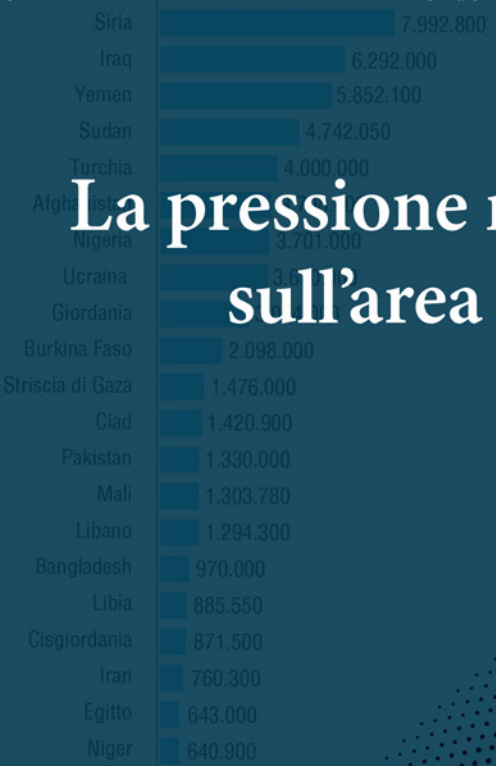 Siria 7.992.800
Iraq 6.292.000
Yemen 5.852.100
Sudan 4.742.050
Turchia 4.000.000
La pressione
Nigeria 3.701.000
Ucraina
sull'area
Giordania
Burkina Faso 2.098.000
Striscia di Gaza 1.476.000
Ciad 1.420.900
Pakistan 1.330.000
Mali 1.303.780
Libano 1.294.300
Bangladesh 970.000
Libia 885.550
Cisgiordania 871.500
Iran 760.300
Egitto 643.000
Niger 640.900